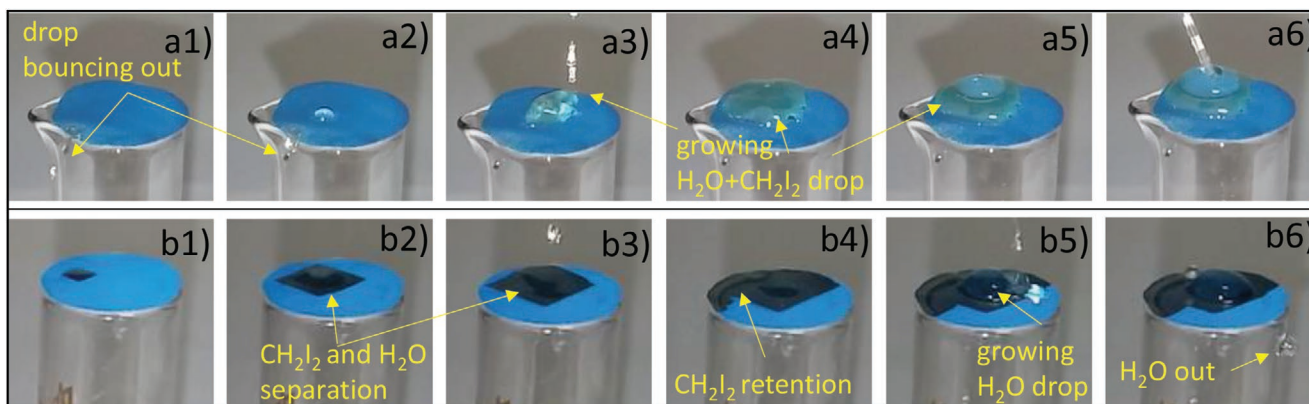 a1)
drop
bouncing out
a2)
a3)
growing
H₂O+CH₂I₂ drop
a4)
a5)
a6)
b1)
b2)
CH₂I₂ and H₂O
separation
b3)
b4)
CH₂I₂ retention
b5)
growing
H₂O drop
b6)
H₂O out